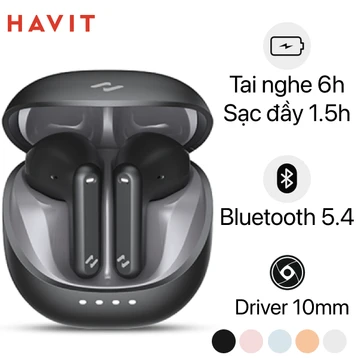 HAVIT
Tai nghe 6h
Sạc đầy 1.5h
Bluetooth 5.4
Driver 10mm